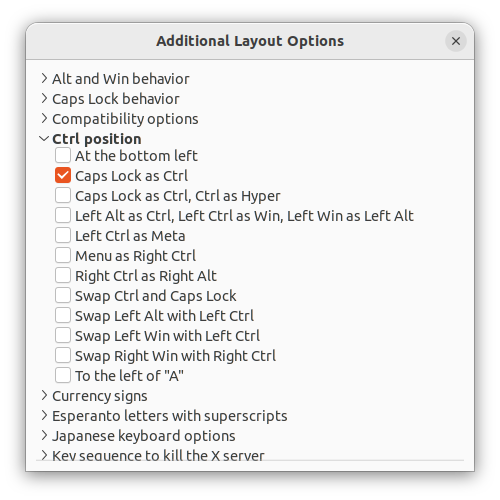 Additional Layout Options
Alt and Win behavior
Caps Lock behavior
Compatibility options
Ctrl position
At the bottom left
Caps Lock as Ctrl
Caps Lock as Ctrl, Ctrl as Hyper
Left Alt as Ctrl, Left Ctrl as Win, Left Win as Left Alt
Left Ctrl as Meta
Menu as Right Ctrl
Right Ctrl as Right Alt
Swap Ctrl and Caps Lock
Swap Left Alt with Left Ctrl
Swap Left Win with Left Ctrl
Swap Right Win with Right Ctrl
To the left of "A"
Currency signs
Esperanto letters with superscripts
Japanese keyboard options
Key sequence to kill the X server